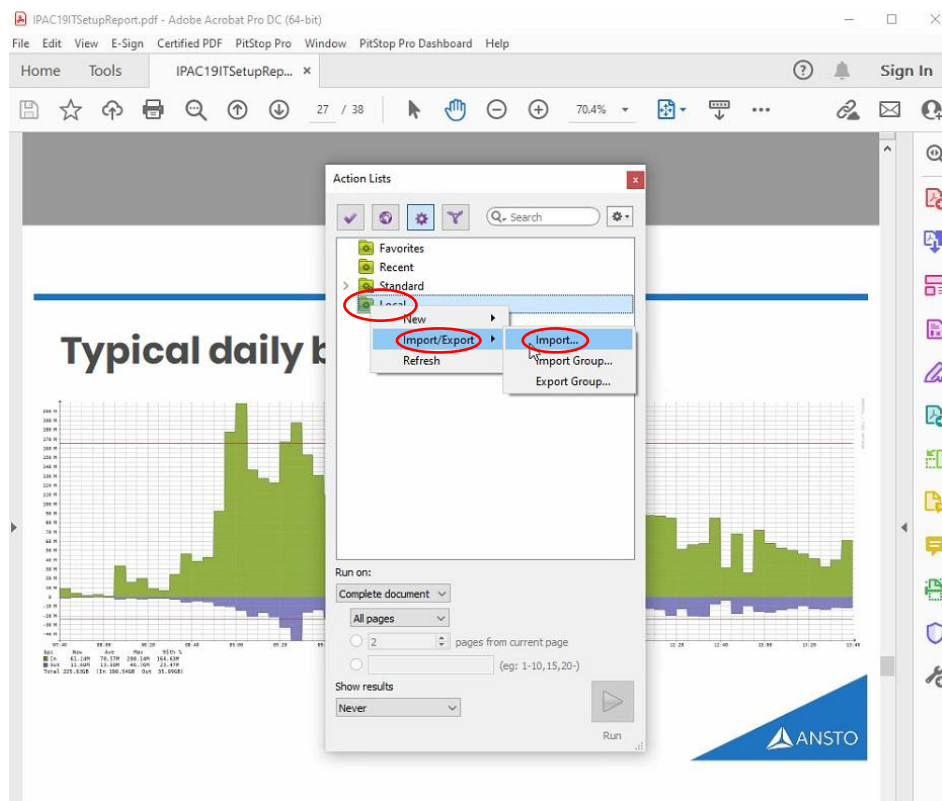 IPAC19ITSetupReport.pdf - Adobe Acrobat Pro DC (64-bit)
File Edit View E-Sign Certified PDF PitStop Pro Window PitStop Pro Dashboard Help
Home Tools IPAC19ITSetupRep... × Sign In
27 / 38 70.4%
Action Lists
Search
Favorites
Recent
Standard
Local
New
Import/Export
Refresh
Import...
Import Group...
Export Group...
Typical daily b
Run on:
Complete document
All pages
2 pages from current page
(eg: 1-10,15,20-)
Show results
Never
Run
ANSTO